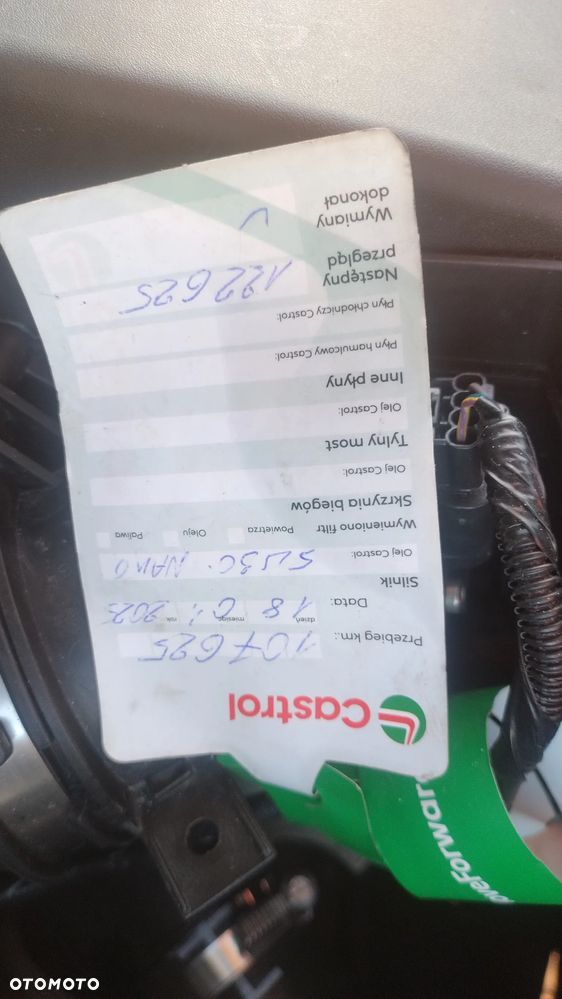 Castrol
Przebieg km.: 107625
dzień miesiąc rok
Data: 18 01 2025
Silnik
Olej Castrol: 5W30 NANO
Wymieniono filtr Powietrza Oleju Paliwa
Skrzynia biegów
Olej Castrol:
Tylny most
Olej Castrol:
Inne płyny
Płyn hamulcowy Castrol:
Płyn chłodniczy Castrol:
Następny przegląd 122625
Wymiany dokonał
OTOMOTO